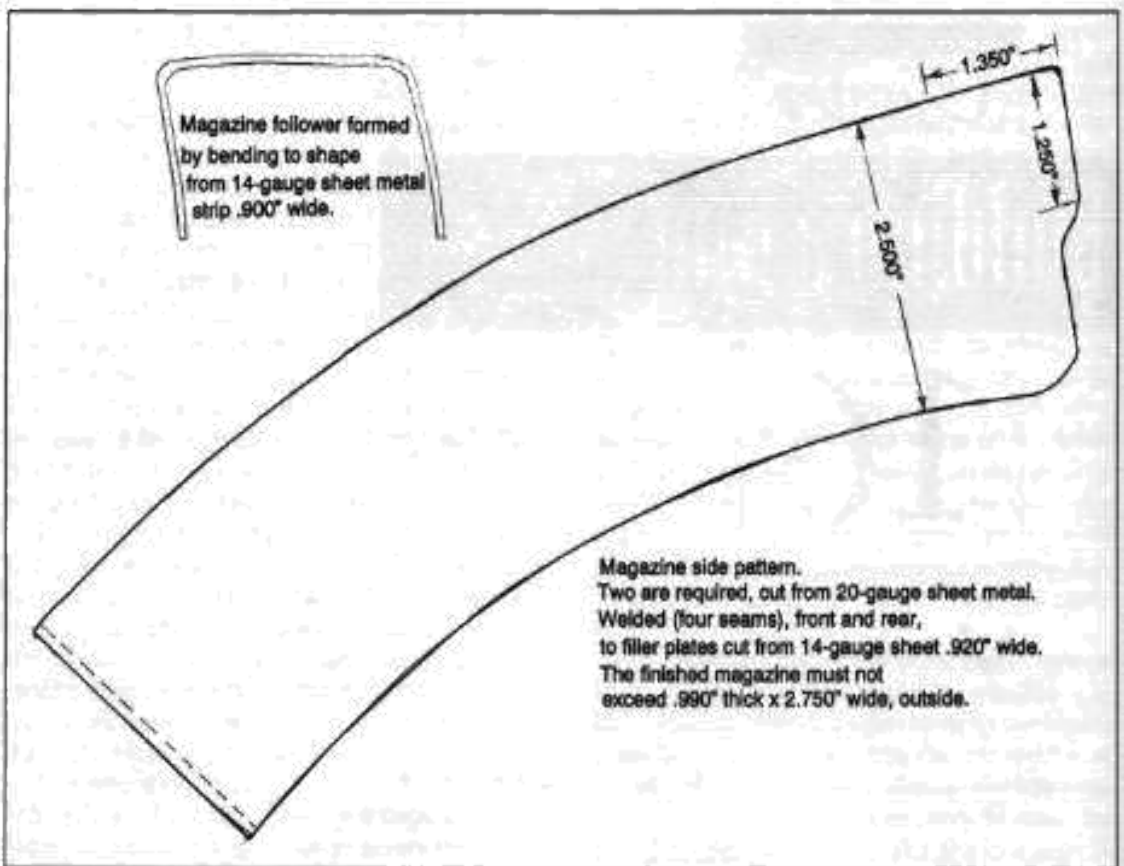 1.350"
Magazine follower formed
by bending to shape
from 14-gauge sheet metal
strip .900" wide.
1.250"
2.500"
Magazine side pattern.
Two are required, cut from 20-gauge sheet metal.
Welded (four seams), front and rear,
to filler plates cut from 14-gauge sheet .920" wide.
The finished magazine must not
exceed .990" thick x 2.750" wide, outside.